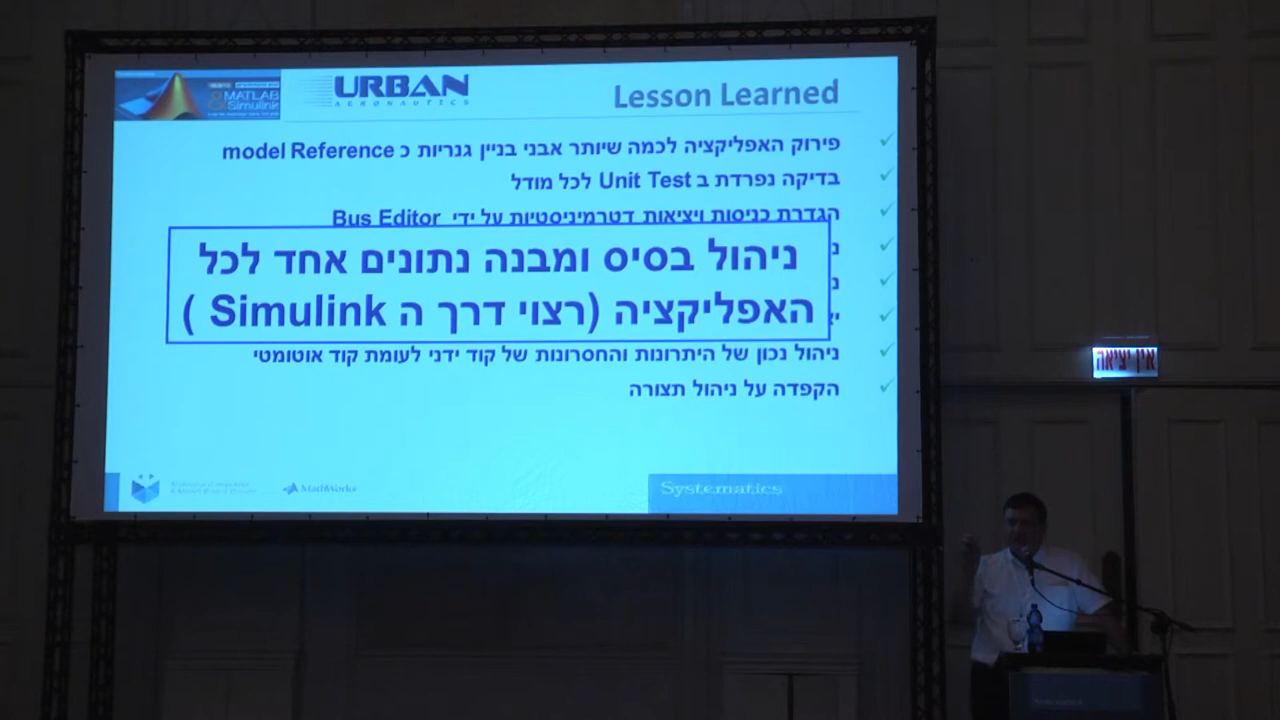 MATLAB
& Simulink
URBAN
AERONAUTICS
Lesson Learned
פירוק האפליקציה לכמה שיותר אבני בניין גנריות כ model Reference
בדיקה נפרדת ב Unit Test לכל מודל
הגדרת כניסות ויציאות דטרמיניסטיות על ידי Bus Editor
ניהול בסיס ומבנה נתונים אחד לכל
האפליקציה (רצוי דרך ה Simulink )
ניהול נכון של היתרונות והחסרונות של קוד ידני לעומת קוד אוטומטי
הקפדה על ניהול תצורה
MathWorks
Systematics
אין יציאה